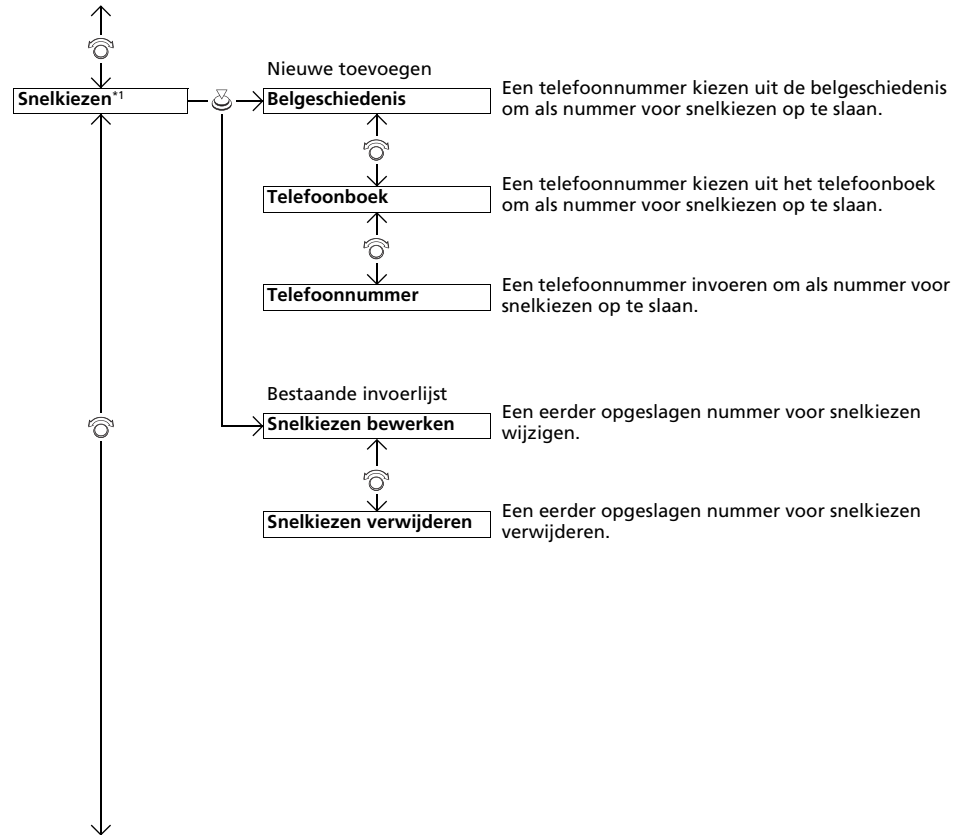 Nieuwe toevoegen
Snelkiezen*1
Belgeschiedenis
Een telefoonnummer kiezen uit de belgeschiedenis
om als nummer voor snelkiezen op te slaan.
Telefoonboek
Een telefoonnummer kiezen uit het telefoonboek
om als nummer voor snelkiezen op te slaan.
Telefoonnummer
Een telefoonnummer invoeren om als nummer voor
snelkiezen op te slaan.
Bestaande invoerlijst
Snelkiezen bewerken
Een eerder opgeslagen nummer voor snelkiezen
wijzigen.
Snelkiezen verwijderen
Een eerder opgeslagen nummer voor snelkiezen
verwijderen.